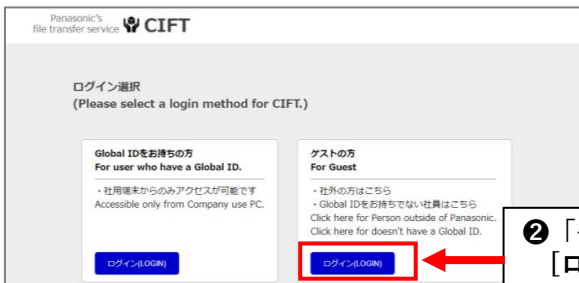 Panasonic's
file transfer service CIFT
ログイン選択
(Please select a login method for CIFT.)
Global IDをお持ちの方
For user who have a Global ID.
・社用端末からのみアクセスが可能です
Accessible only from Company use PC.
ログイン(LOGIN)
ゲストの方
For Guest
・社外の方はこちら
・Global IDをお持ちでない社員はこちら
Click here for Person outside of Panasonic.
Click here for doesn't have a Global ID.
ログイン(LOGIN)
❷「
[ロ